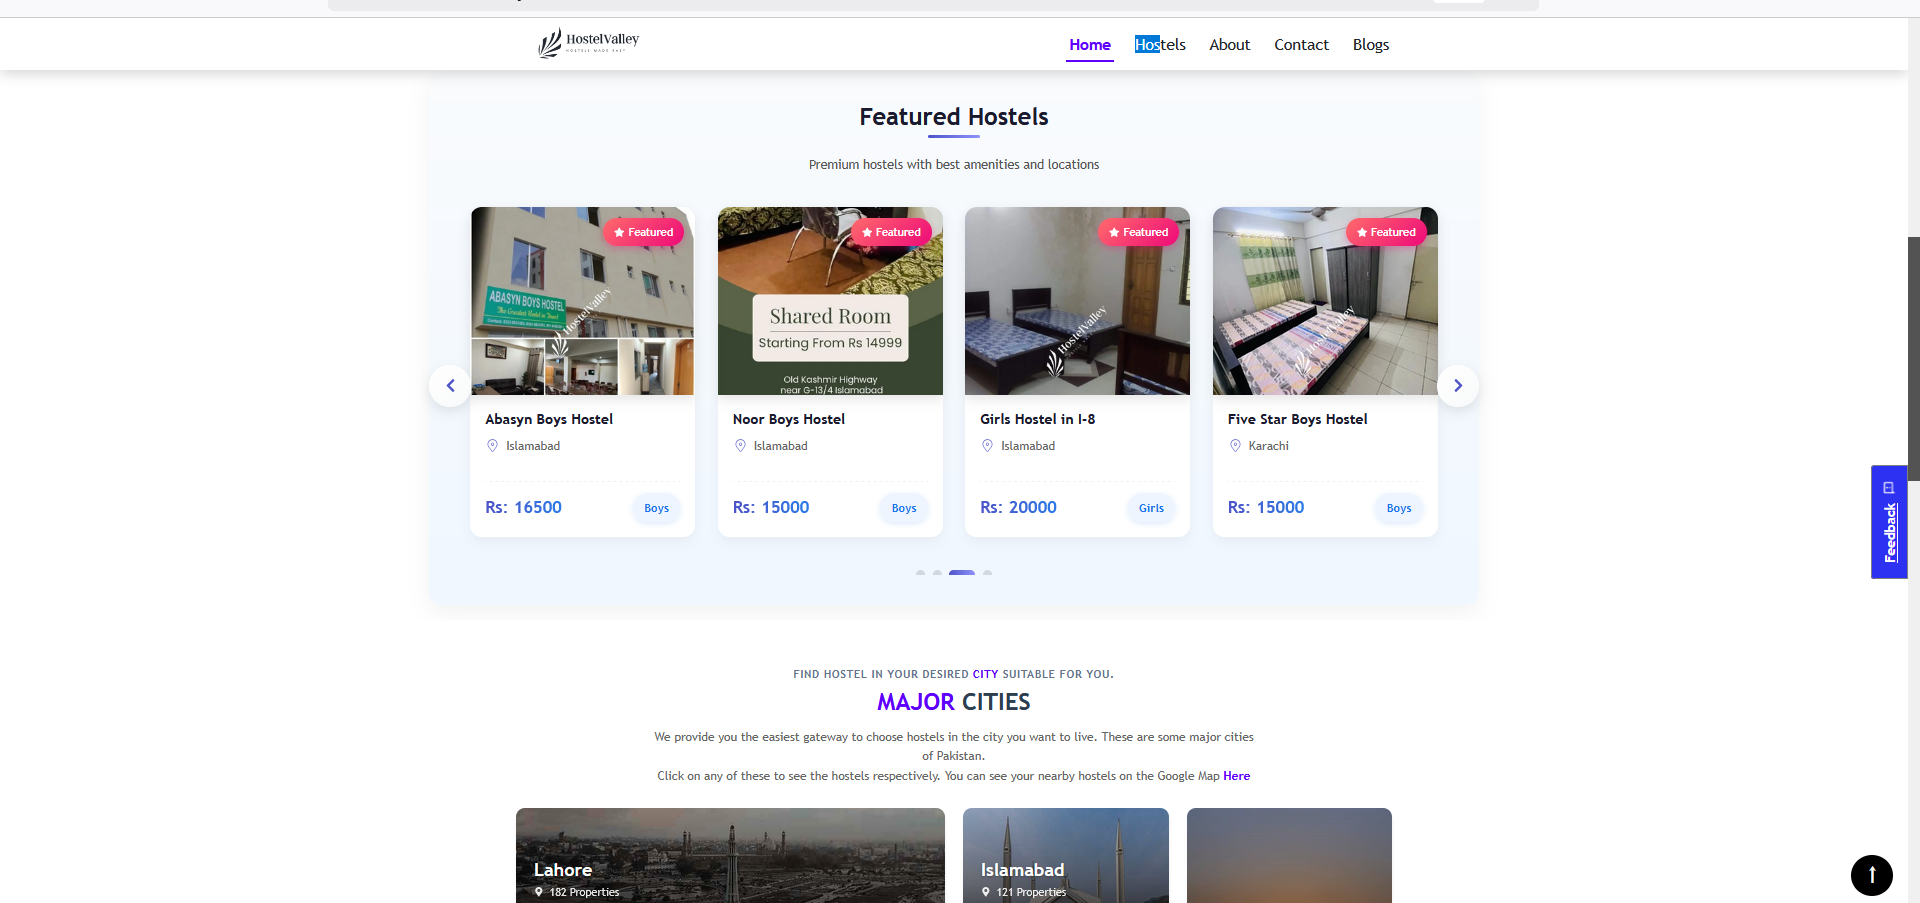 HostelValley
HOSTELS MADE EASY
Home Hostels About Contact Blogs
Featured Hostels
Premium hostels with best amenities and locations
Featured
Featured
Featured
Featured
ABASYN BOYS HOSTEL
HostelValley
Shared Room
Starting From Rs 14999
Old Kashmir Highway
near G-13/4 Islamabad
HostelValley
HostelValley
Abasyn Boys Hostel
Islamabad
Rs: 16500
Boys
Noor Boys Hostel
Islamabad
Rs: 15000
Boys
Girls Hostel in I-8
Islamabad
Rs: 20000
Girls
Five Star Boys Hostel
Karachi
Rs: 15000
Boys
Feedback
FIND HOSTEL IN YOUR DESIRED CITY SUITABLE FOR YOU.
MAJOR CITIES
We provide you the easiest gateway to choose hostels in the city you want to live. These are some major cities
of Pakistan.
Click on any of these to see the hostels respectively. You can see your nearby hostels on the Google Map Here
Lahore
182 Properties
Islamabad
121 Properties